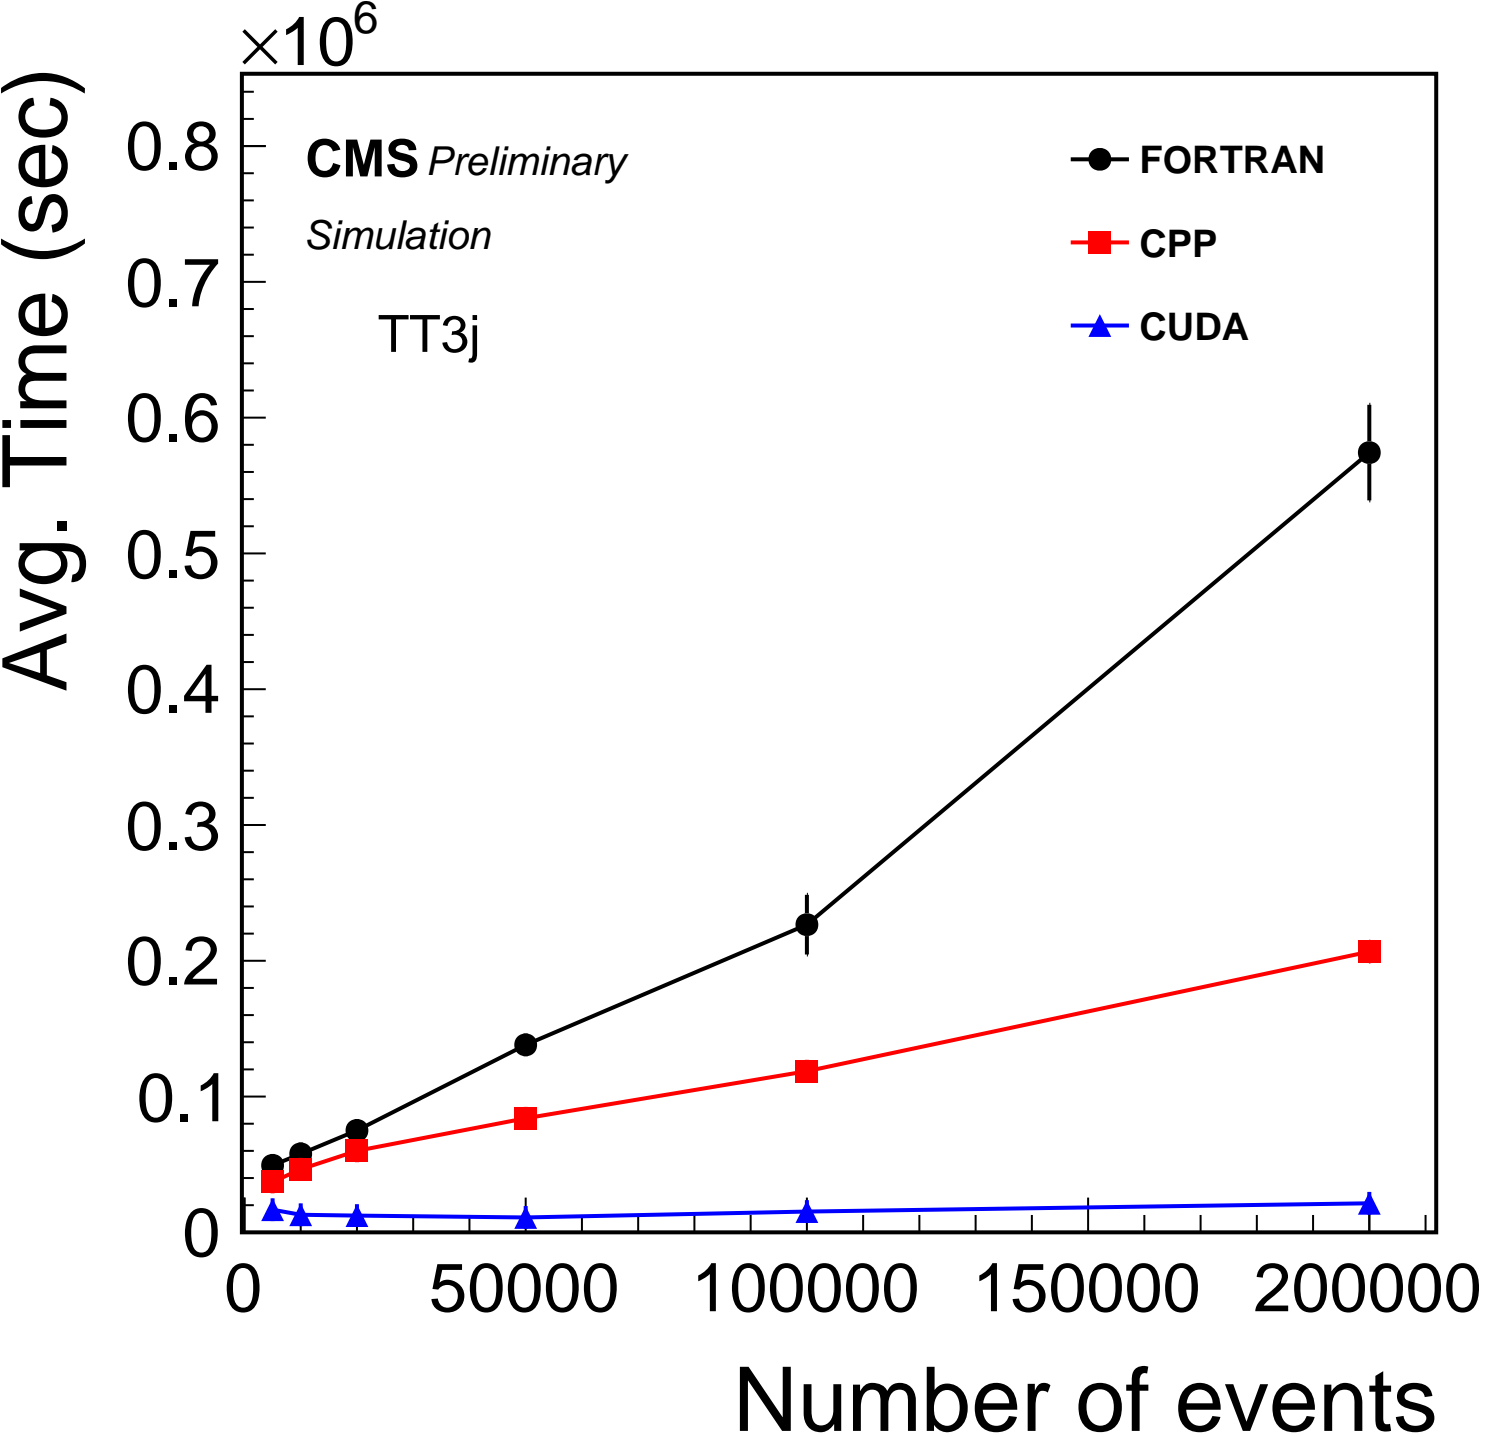 ×10⁶
Avg. Time (sec)
0.8
0.7
0.6
0.5
0.4
0.3
0.2
0.1
0
CMS Preliminary
Simulation
TT3j
FORTRAN
CPP
CUDA
0 50000 100000 150000 200000
Number of events